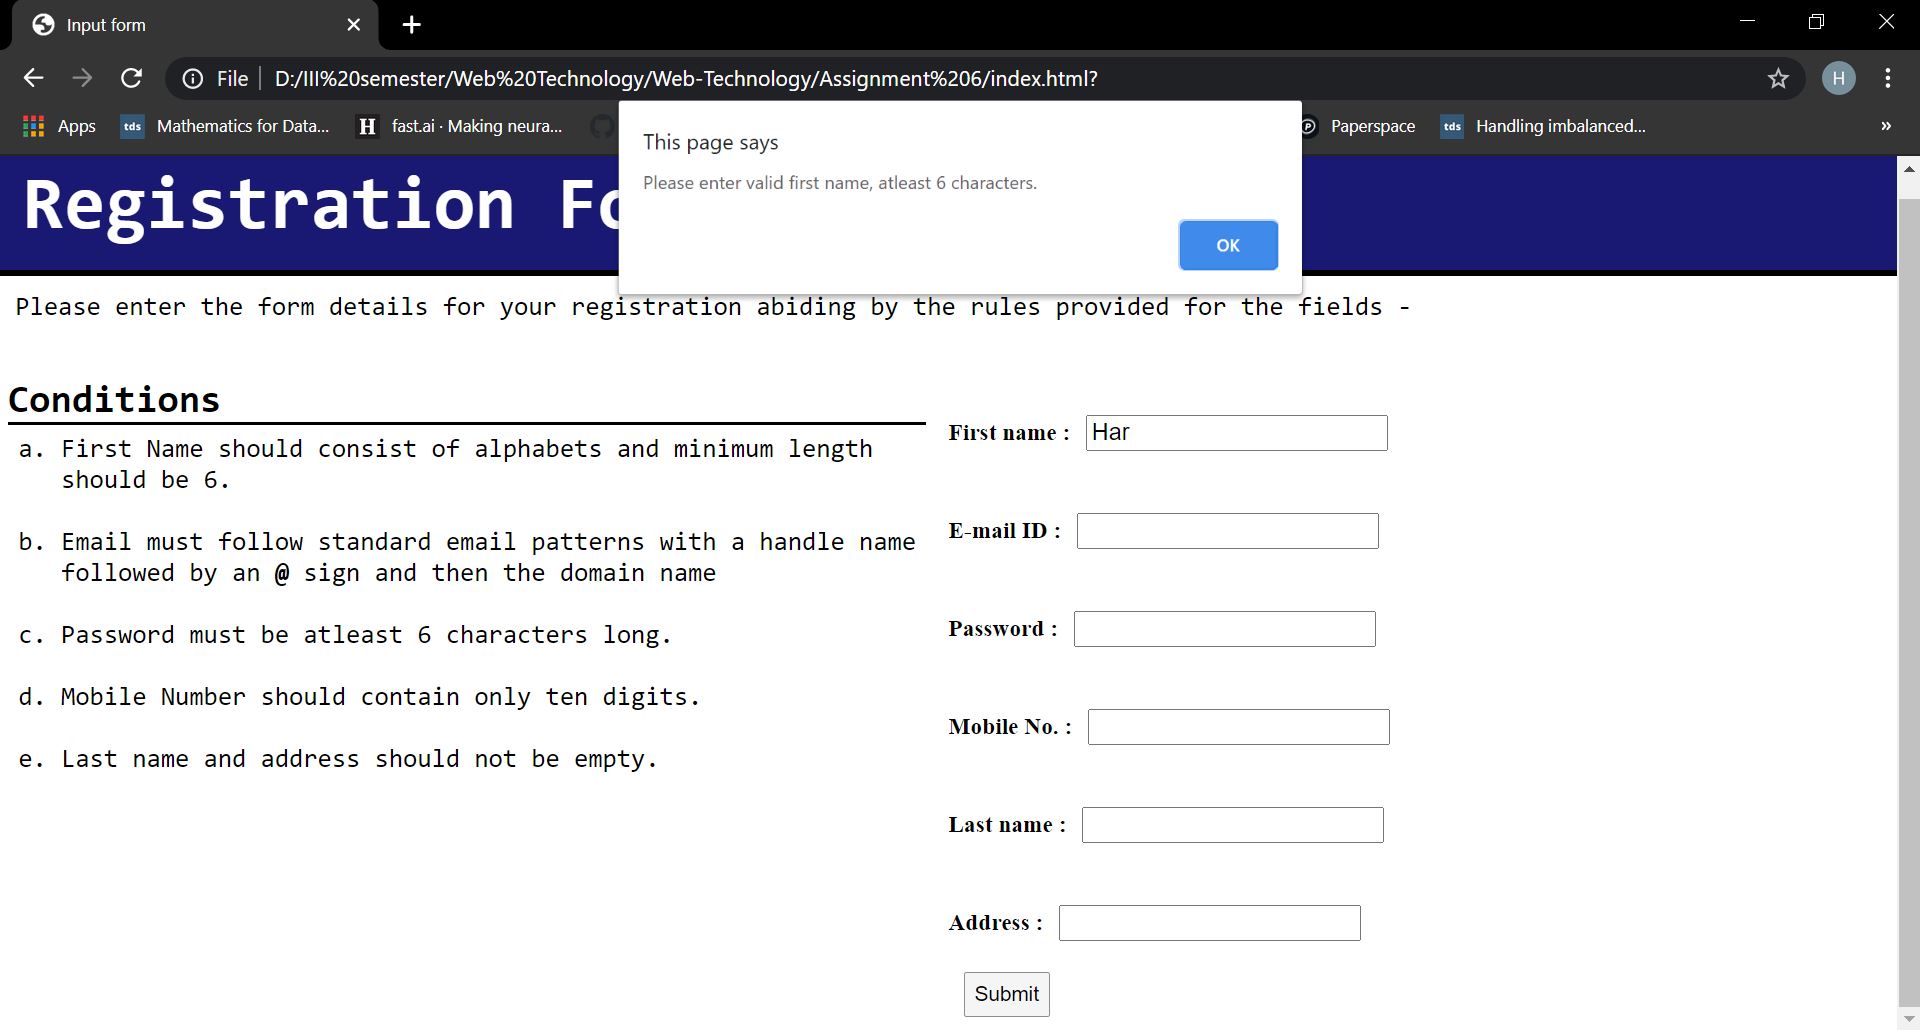 Input form
File D:/III%20semester/Web%20Technology/Web-Technology/Assignment%206/index.html? H
Apps tds Mathematics for Data... H fast.ai · Making neura... P Paperspace tds Handling imbalanced... »
This page says
Please enter valid first name, atleast 6 characters.
OK
Registration
Please enter the form details for your registration abiding by the rules provided for the fields -
Conditions
a. First Name should consist of alphabets and minimum length
should be 6.
b. Email must follow standard email patterns with a handle name
followed by an @ sign and then the domain name
c. Password must be atleast 6 characters long.
d. Mobile Number should contain only ten digits.
e. Last name and address should not be empty.
First name : Har
E-mail ID :
Password :
Mobile No. :
Last name :
Address :
Submit